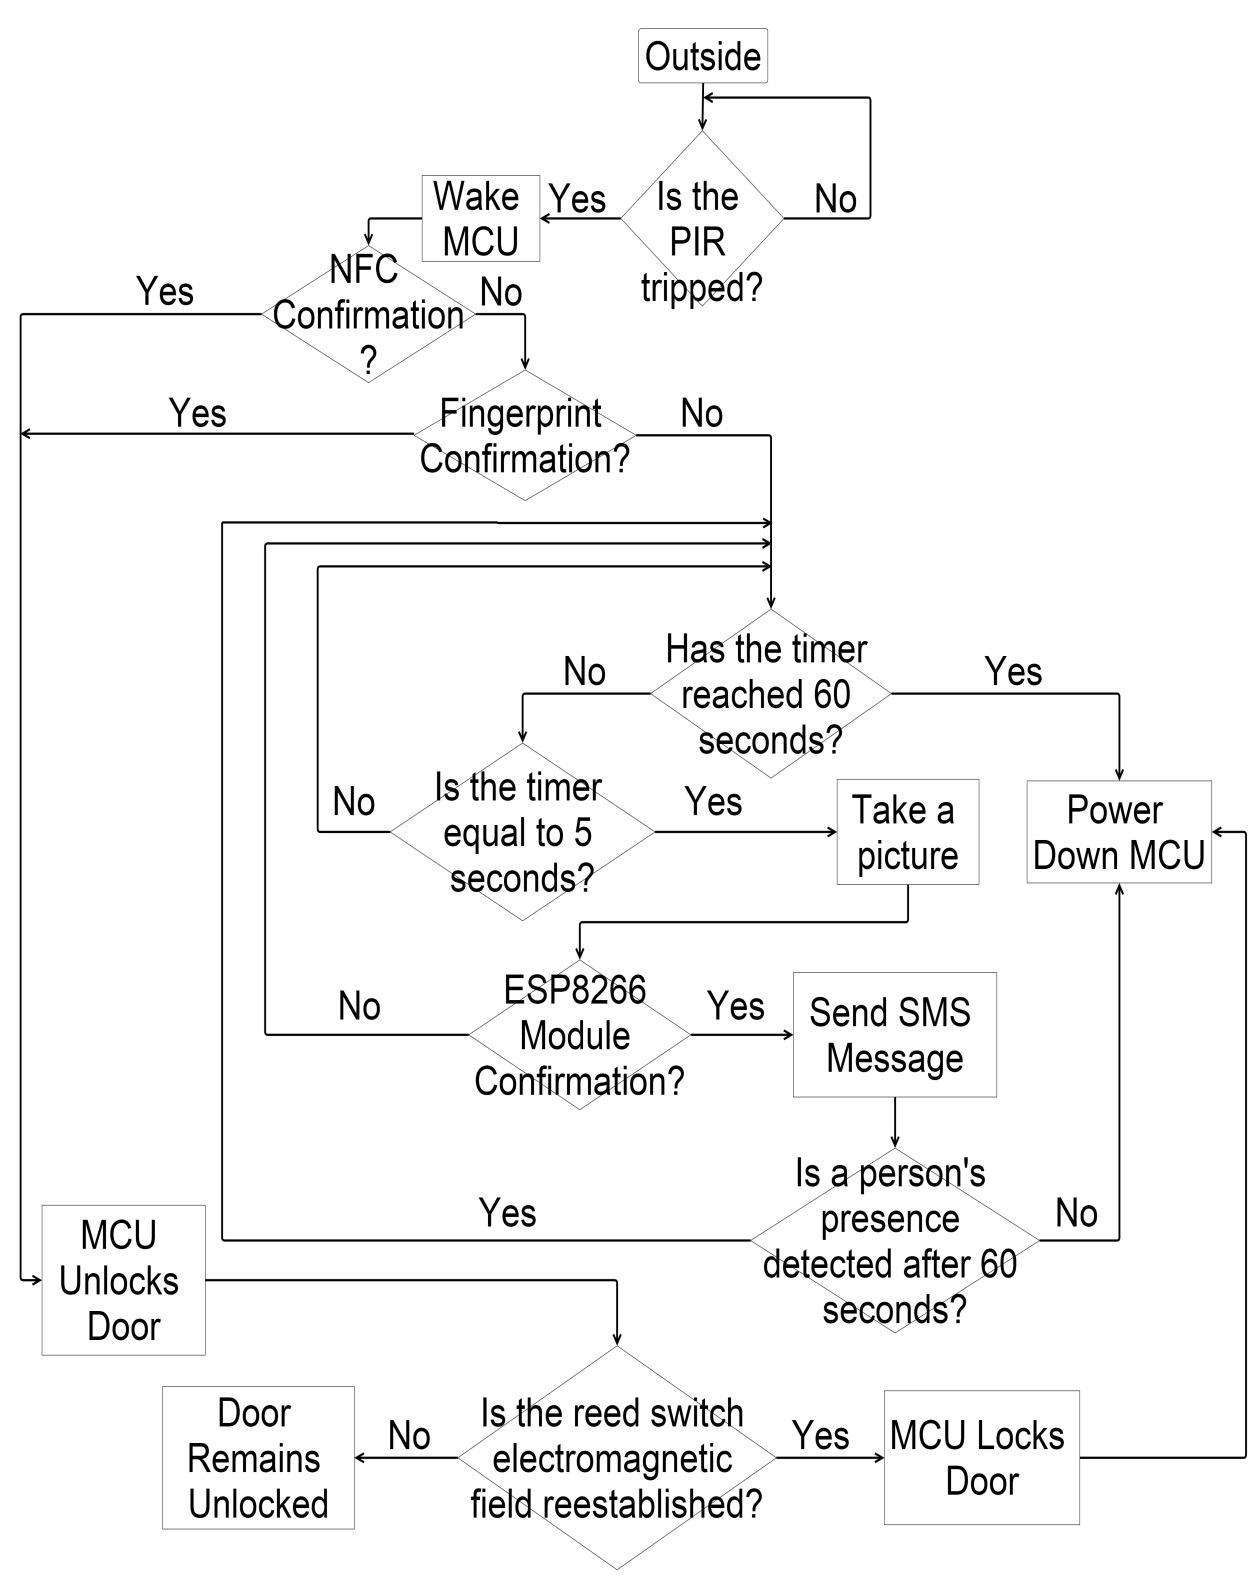 Outside
Is the
PIR
tripped?
Yes
No
Wake
MCU
NFC
Confirmation
?
Yes
No
Fingerprint
Confirmation?
Yes
No
Has the timer
reached 60
seconds?
No
Yes
Is the timer
equal to 5
seconds?
No
Yes
Take a
picture
Power
Down MCU
ESP8266
Module
Confirmation?
No
Yes
Send SMS
Message
Is a person's
presence
detected after 60
seconds?
Yes
No
MCU
Unlocks
Door
Is the reed switch
electromagnetic
field reestablished?
No
Yes
Door
Remains
Unlocked
MCU Locks
Door